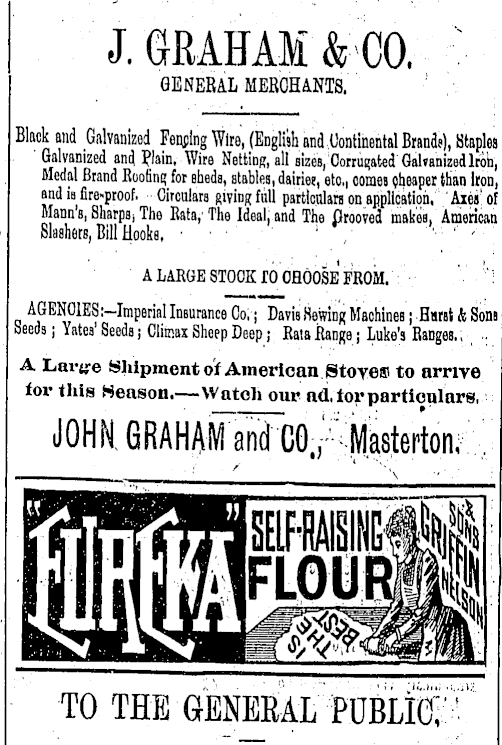 J. GRAHAM & CO.
GENERAL MERCHANTS.
Black and Galvanized Fencing Wire, (English and Continental Brands), Staples
Galvanized and Plain, Wire Netting, all sizes, Corrugated Galvanized Iron,
Medal Brand Roofing for sheds, stables, dairies, etc., comes cheaper than Iron,
and is fire-proof. Circulars giving full particulars on application. Axes of
Mann's, Sharps, The Rata, The Ideal, and The Grooved makes, American
Slashers, Bill Hooks.
A LARGE STOCK TO CHOOSE FROM.
AGENCIES:—Imperial Insurance Co.; Davis Sewing Machines; Hurst & Sons
Seeds; Yates' Seeds; Climax Sheep Deep; Rata Range; Luke's Ranges.
A Large Shipment of American Stoves to arrive
for this Season.—Watch our ad. for particulars.
JOHN GRAHAM and CO., Masterton.
"EUREKA"
SELF-RAISING
FLOUR
IS
THE
BEST
GRIFFIN
& SONS
NELSON
TO THE GENERAL PUBLIC,